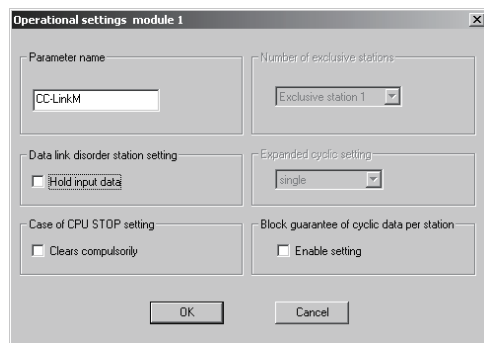 Operational settings module 1
Parameter name
CC-LinkM
Number of exclusive stations
Exclusive station 1
Data link disorder station setting
Hold input data
Expanded cyclic setting
single
Case of CPU STOP setting
Clears compulsorily
Block guarantee of cyclic data per station
Enable setting
OK
Cancel